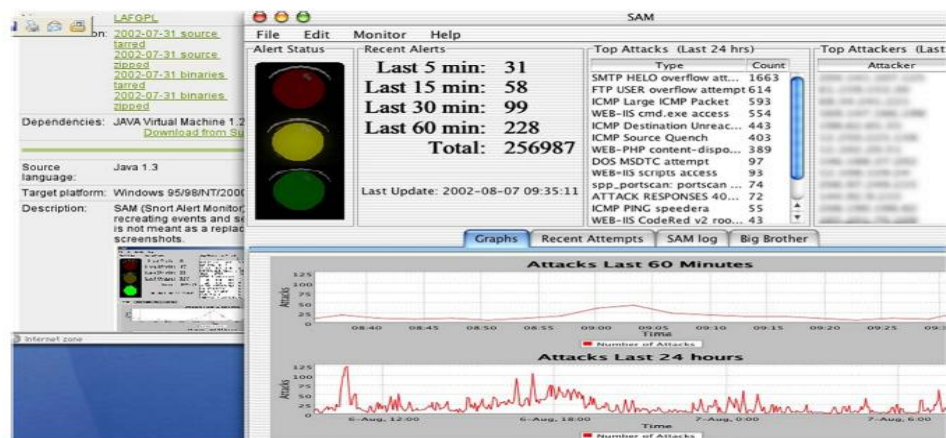 LAFGPL
on: 2002-07-31 source
tarred
2002-07-31 source
zipped
2002-07-31 binaries
tarred
2002-07-31 binaries
zipped
Dependencies: JAVA Virtual Machine 1.2
Download from Su
Source
language: Java 1.3
Target platform: Windows 95/98/NT/2000
Description: SAM (Snort Alert Monitor)
recreating events and se
is not meant as a replac
screenshots.
Internet zone
SAM
File Edit Monitor Help
Alert Status
Recent Alerts
Last 5 min: 31
Last 15 min: 58
Last 30 min: 99
Last 60 min: 228
Total: 256987
Last Update: 2002-08-07 09:35:11
Top Attacks (Last 24 hrs)
Type Count
SMTP HELO overflow att... 1663
FTP USER overflow attempt 614
ICMP Large ICMP Packet 593
WEB-IIS cmd.exe access 554
ICMP Destination Unreac... 443
ICMP Source Quench 403
WEB-PHP content-dispo... 389
DOS MSDTC attempt 97
WEB-IIS scripts access 93
spp_portscan: portscan ... 74
ATTACK RESPONSES 40... 72
ICMP PING speedera 55
WEB-IIS CodeRed v2 roo... 43
Top Attackers (Last
Attacker
Graphs Recent Attempts SAM log Big Brother
Attacks Last 60 Minutes
Attacks
125
100
75
50
25
0
08:40 08:45 08:50 08:55 09:00 09:05 09:10 09:15 09:20 09:25 09:3
Time
Number of Attacks
Attacks Last 24 hours
Attacks
125
100
75
50
25
0
6-Aug, 12:00 6-Aug, 18:00 7-Aug, 0:00 7-Aug, 6:00
Time
Number of Attacks